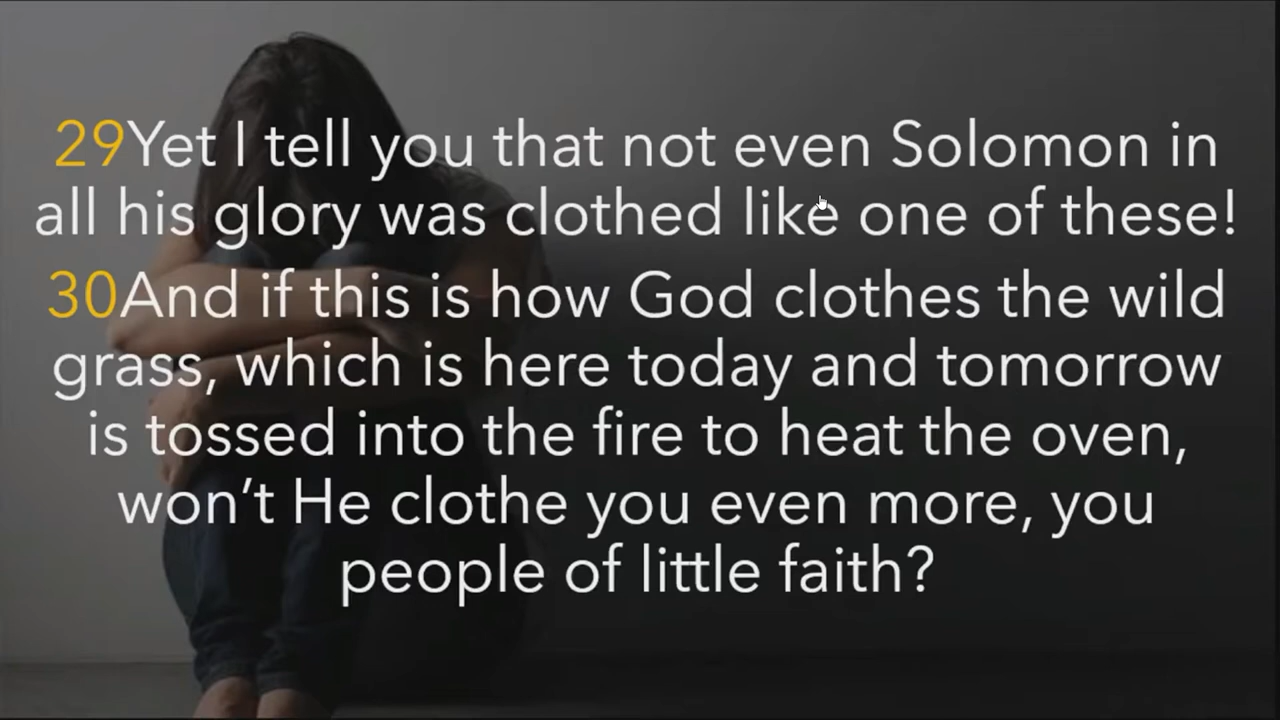 29Yet I tell you that not even Solomon in
all his glory was clothed like one of these!
30And if this is how God clothes the wild
grass, which is here today and tomorrow
is tossed into the fire to heat the oven,
won’t He clothe you even more, you
people of little faith?